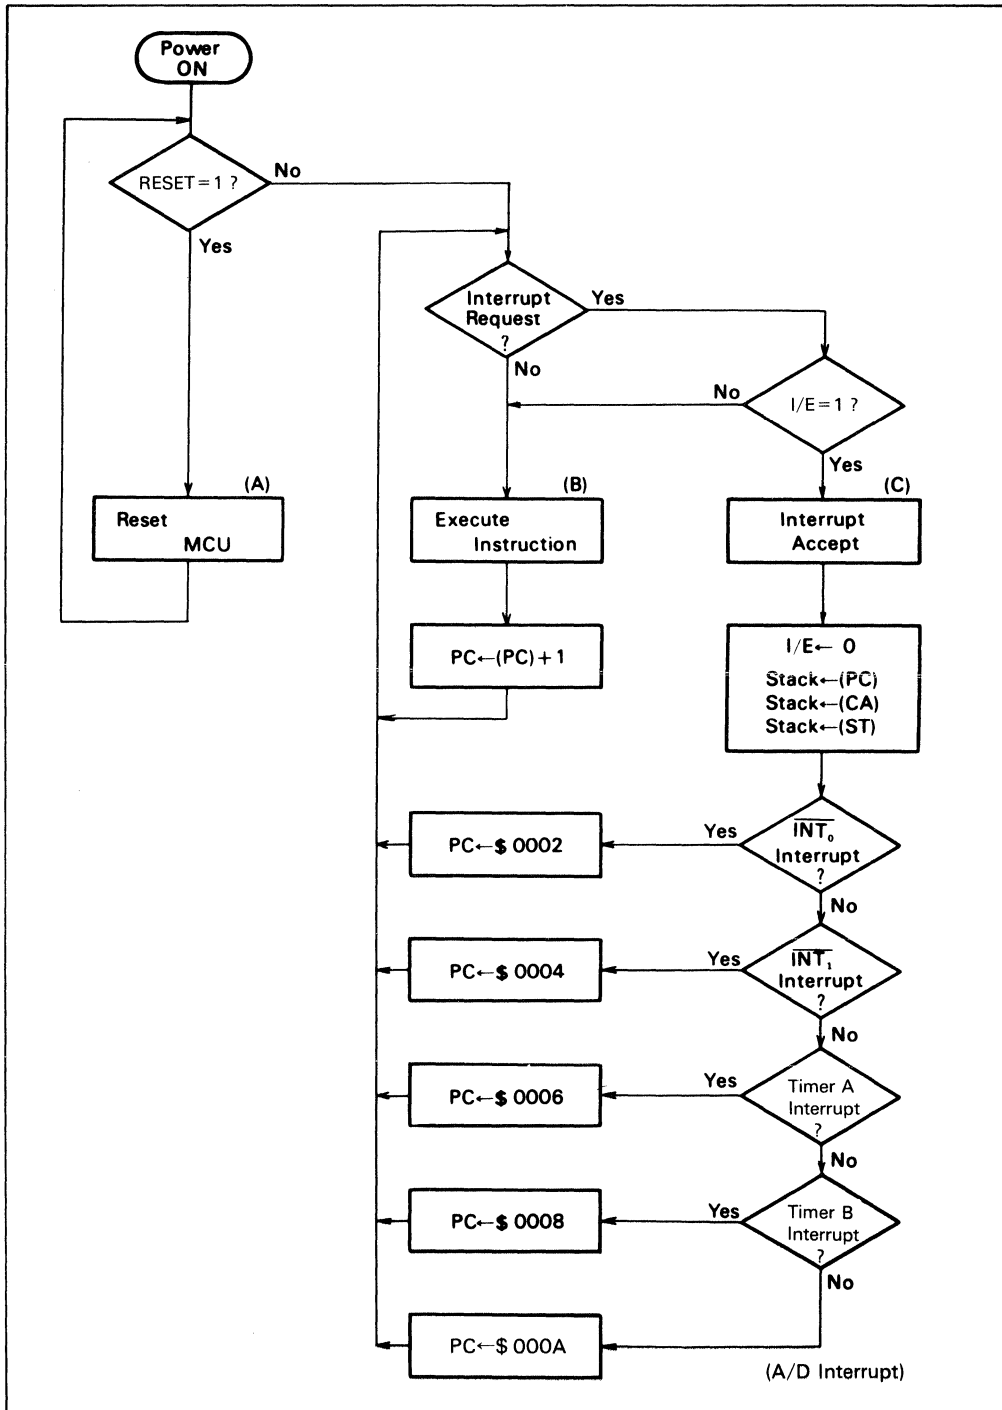 Power
ON
RESET=1 ?
No
Yes
Interrupt
Request
?
Yes
No
No
I/E=1 ?
Yes
(A)
Reset
MCU
(B)
Execute
Instruction
(C)
Interrupt
Accept
PC←(PC)+1
I/E← 0
Stack←(PC)
Stack←(CA)
Stack←(ST)
PC←$ 0002
Yes
INT₀
Interrupt
?
No
PC←$ 0004
Yes
INT₁
Interrupt
?
No
PC←$ 0006
Yes
Timer A
Interrupt
?
No
PC←$ 0008
Yes
Timer B
Interrupt
?
No
PC←$ 000A
(A/D Interrupt)